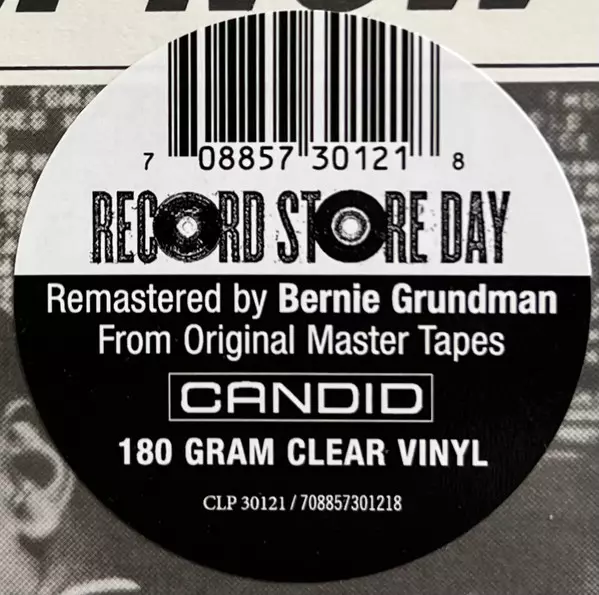 NOW
7 08857 30121 8
RECORD STORE DAY
Remastered by Bernie Grundman
From Original Master Tapes
CANDID
180 GRAM CLEAR VINYL
CLP 30121 / 708857301218